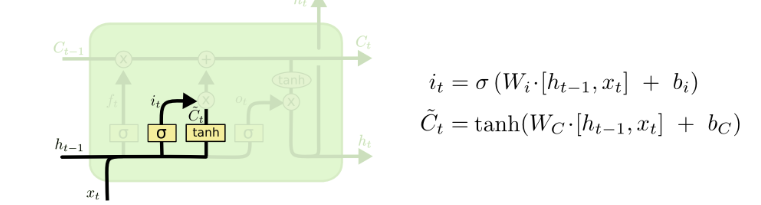 h_t
C_{t-1}
C_t
×
+
tanh
f_t
i_t
×
o_t
×
C̃_t
σ
σ
tanh
σ
h_{t-1}
h_t
x_t
i_t = σ (W_i·[h_{t-1}, x_t] + b_i)
C̃_t = tanh(W_C·[h_{t-1}, x_t] + b_C)